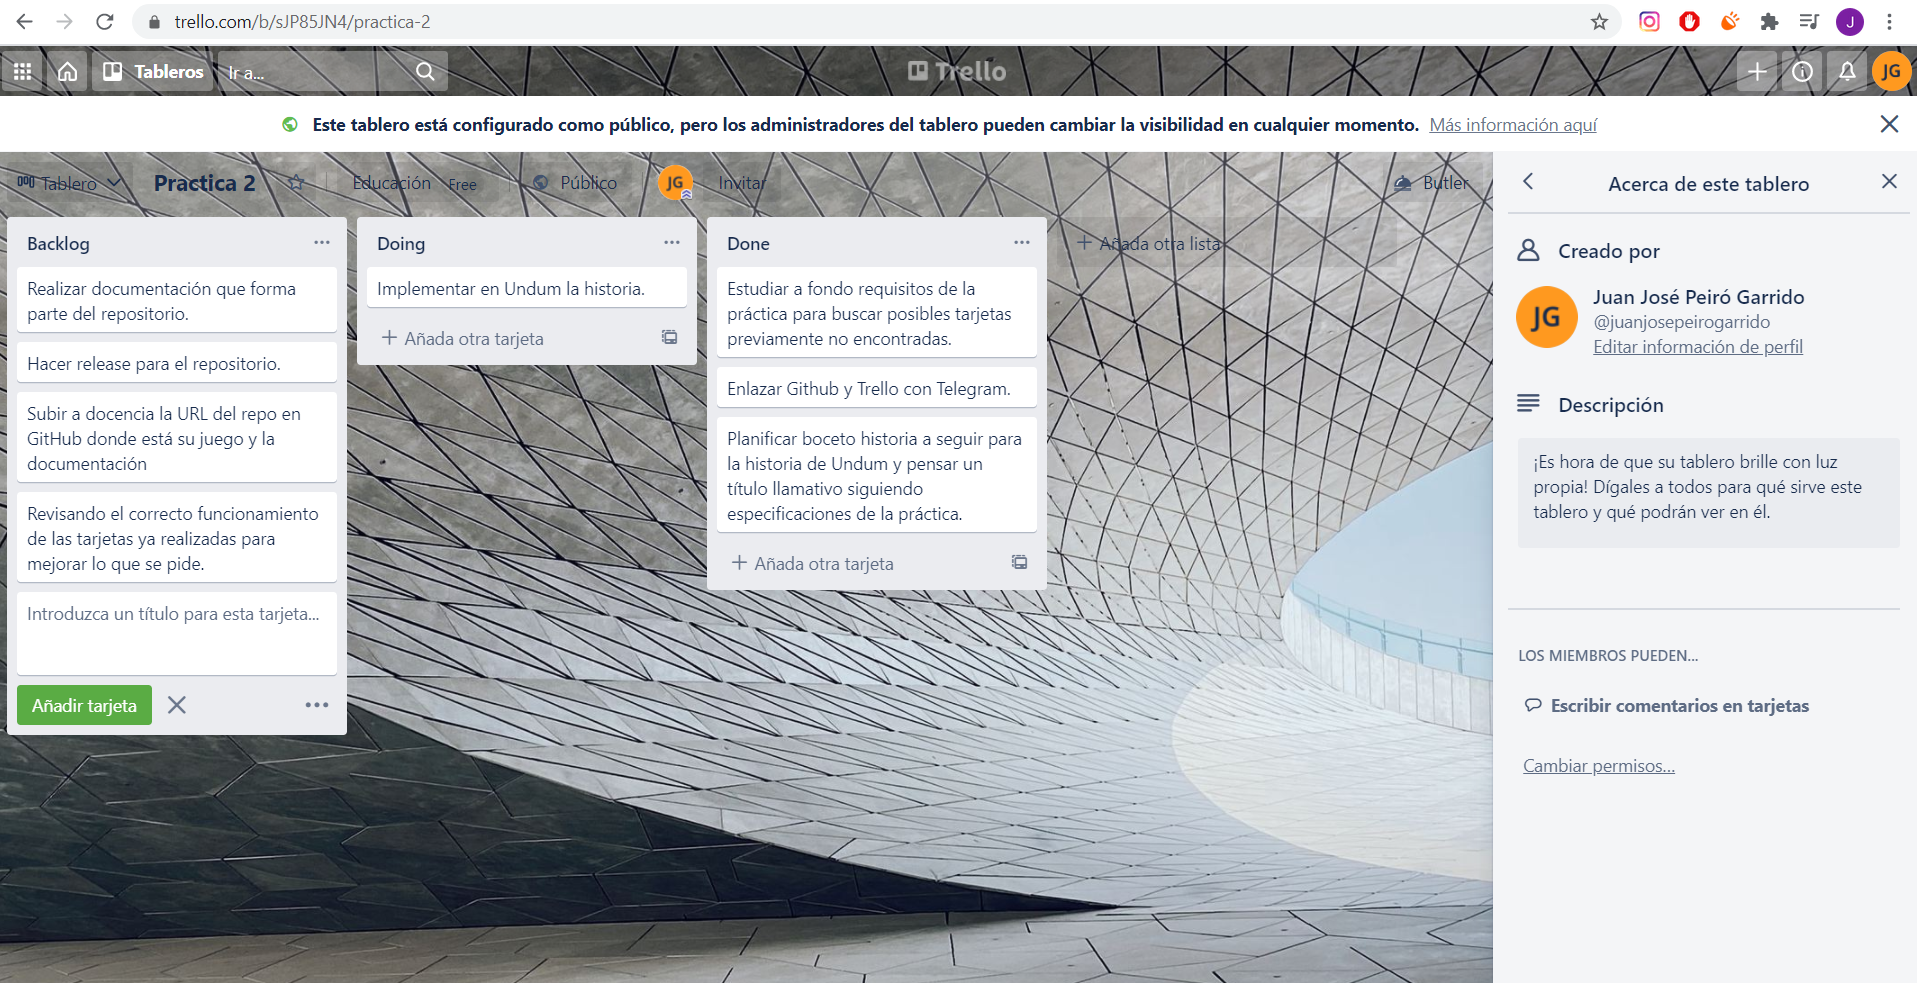 trello.com/b/sJP85JN4/practica-2
J
Tableros
Ir a...
Trello
JG
Este tablero está configurado como público, pero los administradores del tablero pueden cambiar la visibilidad en cualquier momento. Más información aquí
Tablero
Practica 2
Educación Free
Público
JG
Invitar
Butler
Backlog
Realizar documentación que forma
parte del repositorio.
Hacer release para el repositorio.
Subir a docencia la URL del repo en
GitHub donde está su juego y la
documentación
Revisando el correcto funcionamiento
de las tarjetas ya realizadas para
mejorar lo que se pide.
Introduzca un título para esta tarjeta...
Añadir tarjeta
Doing
Implementar en Undum la historia.
+ Añada otra tarjeta
Done
Estudiar a fondo requisitos de la
práctica para buscar posibles tarjetas
previamente no encontradas.
Enlazar Github y Trello con Telegram.
Planificar boceto historia a seguir para
la historia de Undum y pensar un
título llamativo siguiendo
especificaciones de la práctica.
+ Añada otra tarjeta
+ Añada otra lista
Acerca de este tablero
Creado por
JG
Juan José Peiró Garrido
@juanjosepeirogarrido
Editar información de perfil
Descripción
¡Es hora de que su tablero brille con luz
propia! Dígales a todos para qué sirve este
tablero y qué podrán ver en él.
LOS MIEMBROS PUEDEN...
Escribir comentarios en tarjetas
Cambiar permisos...